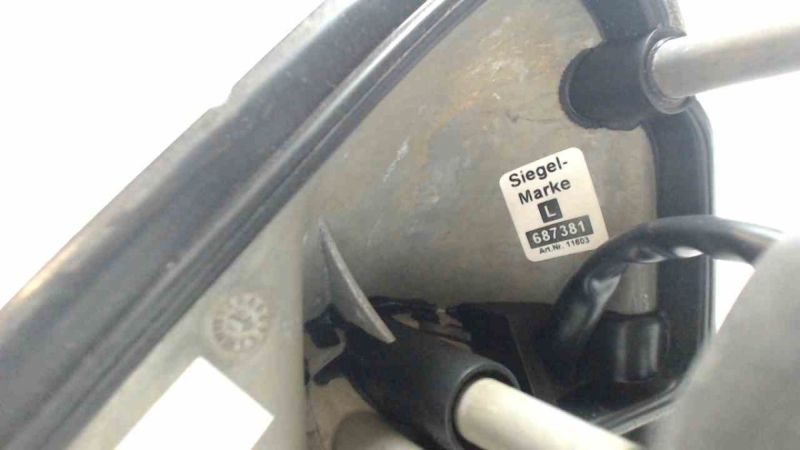 Siegel-
Marke
L
687381
Art.Nr. 11603